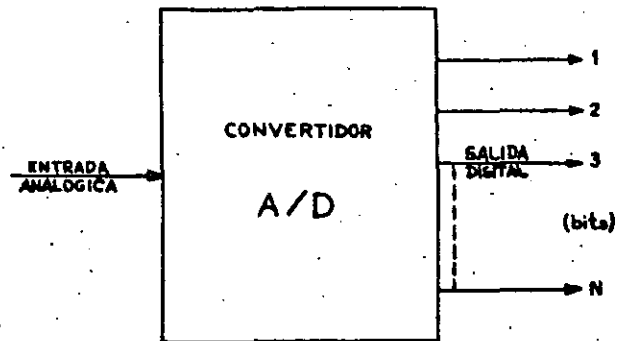 1
2
CONVERTIDOR
ENTRADA
ANALOGICA
SALIDA
DIGITAL
3
A/D
(bits)
N